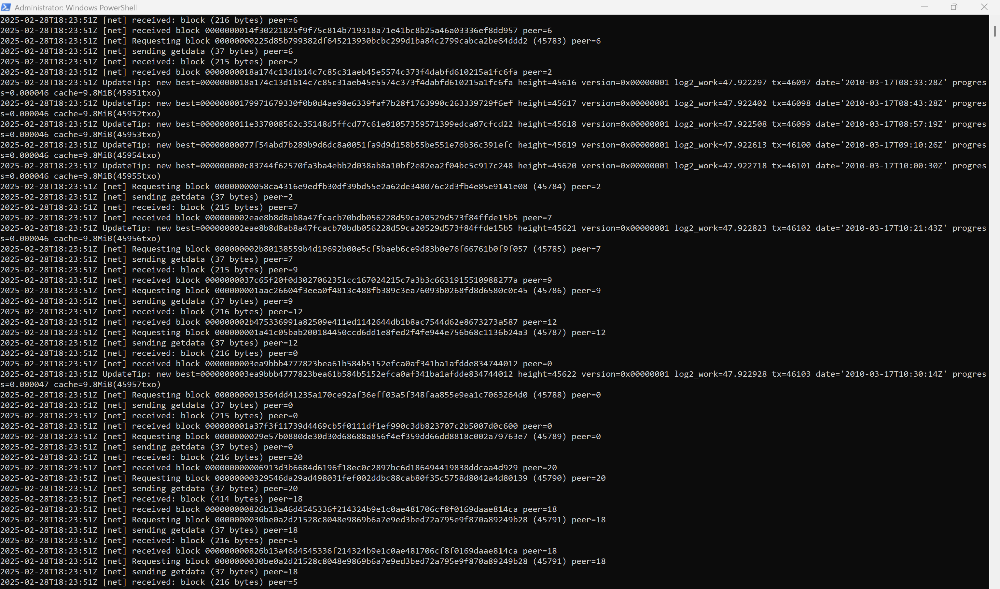 Administrator: Windows PowerShell
2025-02-28T18:23:51Z [net] received: block (216 bytes) peer=6
2025-02-28T18:23:51Z [net] received block 0000000014f30221825f9f75c814b719318a71e41bc8b25a46a03336ef8dd957 peer=6
2025-02-28T18:23:51Z [net] Requesting block 00000000225d85b799382df645213930bcbc299d1ba84c2799cabca2be64ddd2 (45783) peer=6
2025-02-28T18:23:51Z [net] sending getdata (37 bytes) peer=6
2025-02-28T18:23:51Z [net] received: block (215 bytes) peer=2
2025-02-28T18:23:51Z [net] received block 0000000018a174c13d1b14c7c85c31aeb45e5574c373f4dabfd610215a1fc6fa peer=2
2025-02-28T18:23:51Z UpdateTip: new best=0000000018a174c13d1b14c7c85c31aeb45e5574c373f4dabfd610215a1fc6fa height=45616 version=0x00000001 log2_work=47.922297 tx=46097 date='2010-03-17T08:33:28Z' progres
s=0.000046 cache=9.8MiB(45951txo)
2025-02-28T18:23:51Z UpdateTip: new best=00000000179971679330f0b0d4ae98e6339faf7b28f1763990c263339729f6ef height=45617 version=0x00000001 log2_work=47.922402 tx=46098 date='2010-03-17T08:43:28Z' progres
s=0.000046 cache=9.8MiB(45952txo)
2025-02-28T18:23:51Z UpdateTip: new best=0000000011e337008562c35148d5ffcd77c61e01057359571399edca07cfcd22 height=45618 version=0x00000001 log2_work=47.922508 tx=46099 date='2010-03-17T08:57:19Z' progres
s=0.000046 cache=9.8MiB(45953txo)
2025-02-28T18:23:51Z UpdateTip: new best=00000000077f54abd7b289b9d6dc8a0051fa9d9d158b55be551e76b36c391efc height=45619 version=0x00000001 log2_work=47.922613 tx=46100 date='2010-03-17T09:10:26Z' progres
s=0.000046 cache=9.8MiB(45954txo)
2025-02-28T18:23:51Z UpdateTip: new best=000000000c83744f62570fa3ba4ebb2d038ab8a10bf2e82ea2f04bc5c917c248 height=45620 version=0x00000001 log2_work=47.922718 tx=46101 date='2010-03-17T10:00:30Z' progres
s=0.000046 cache=9.8MiB(45955txo)
2025-02-28T18:23:51Z [net] Requesting block 00000000058ca4316e9edfb30df39bd55e2a62de348076c2d3fb4e85e9141e08 (45784) peer=2
2025-02-28T18:23:51Z [net] sending getdata (37 bytes) peer=2
2025-02-28T18:23:51Z [net] received: block (215 bytes) peer=7
2025-02-28T18:23:51Z [net] received block 000000002eae8b8d8ab8a47fcacb70bdb056228d59ca20529d573f84ffde15b5 peer=7
2025-02-28T18:23:51Z UpdateTip: new best=000000002eae8b8d8ab8a47fcacb70bdb056228d59ca20529d573f84ffde15b5 height=45621 version=0x00000001 log2_work=47.922823 tx=46102 date='2010-03-17T10:21:43Z' progres
s=0.000046 cache=9.8MiB(45956txo)
2025-02-28T18:23:51Z [net] Requesting block 000000002b80138559b4d19692b00e5cf5baeb6ce9d83b0e76f66761b0f9f057 (45785) peer=7
2025-02-28T18:23:51Z [net] sending getdata (37 bytes) peer=7
2025-02-28T18:23:51Z [net] received: block (215 bytes) peer=9
2025-02-28T18:23:51Z [net] received block 0000000037c65f20f0d3027062351cc167024215c7a3b3c6631915510988277a peer=9
2025-02-28T18:23:51Z [net] Requesting block 000000001aac26604f3eea0f4813c488fb389c3ea76093b0268fd8d6580c0c45 (45786) peer=9
2025-02-28T18:23:51Z [net] sending getdata (37 bytes) peer=9
2025-02-28T18:23:51Z [net] received: block (216 bytes) peer=12
2025-02-28T18:23:51Z [net] received block 000000002b475336991a82509e411ed1142644db1b8ac7544d62e8673273a587 peer=12
2025-02-28T18:23:51Z [net] Requesting block 000000001a41c05bab200184450ccd6dd1e8fed2f4fe944e756b68c1136b24a3 (45787) peer=12
2025-02-28T18:23:51Z [net] sending getdata (37 bytes) peer=12
2025-02-28T18:23:51Z [net] received: block (216 bytes) peer=0
2025-02-28T18:23:51Z [net] received block 0000000003ea9bbb4777823bea61b584b5152efca0af341ba1afdde834744012 peer=0
2025-02-28T18:23:51Z UpdateTip: new best=0000000003ea9bbb4777823bea61b584b5152efca0af341ba1afdde834744012 height=45622 version=0x00000001 log2_work=47.922928 tx=46103 date='2010-03-17T10:30:14Z' progres
s=0.000047 cache=9.8MiB(45957txo)
2025-02-28T18:23:51Z [net] Requesting block 0000000013564dd41235a170ce92af36eff03a5f348faa855e9ea1c7063264d0 (45788) peer=0
2025-02-28T18:23:51Z [net] sending getdata (37 bytes) peer=0
2025-02-28T18:23:51Z [net] received: block (215 bytes) peer=0
2025-02-28T18:23:51Z [net] received block 000000001a37f3f11739d4469cb5f0111df1ef990c3db823707c2b5007d0c600 peer=0
2025-02-28T18:23:51Z [net] Requesting block 0000000029e57b0880de30d30d68688a856f4ef359dd66dd8818c002a79763e7 (45789) peer=0
2025-02-28T18:23:51Z [net] sending getdata (37 bytes) peer=0
2025-02-28T18:23:51Z [net] received: block (216 bytes) peer=20
2025-02-28T18:23:51Z [net] received block 000000000006913d3b6684d6196f18ec0c2897bc6d186494419838ddcaa4d929 peer=20
2025-02-28T18:23:51Z [net] Requesting block 00000000329546da29ad498031fef002ddbc88cab80f35c5758d8042a4d80139 (45790) peer=20
2025-02-28T18:23:51Z [net] sending getdata (37 bytes) peer=20
2025-02-28T18:23:51Z [net] received: block (414 bytes) peer=18
2025-02-28T18:23:51Z [net] received block 000000000826b13a46d4545336f214324b9e1c0ae481706cf8f0169daae814ca peer=18
2025-02-28T18:23:51Z [net] Requesting block 0000000030be0a2d21528c8048e9869b6a7e9ed3bed72a795e9f870a89249b28 (45791) peer=18
2025-02-28T18:23:51Z [net] sending getdata (37 bytes) peer=18
2025-02-28T18:23:51Z [net] received: block (216 bytes) peer=5
2025-02-28T18:23:51Z [net] received block 000000000826b13a46d4545336f214324b9e1c0ae481706cf8f0169daae814ca peer=18
2025-02-28T18:23:51Z [net] Requesting block 0000000030be0a2d21528c8048e9869b6a7e9ed3bed72a795e9f870a89249b28 (45791) peer=18
2025-02-28T18:23:51Z [net] sending getdata (37 bytes) peer=18
2025-02-28T18:23:51Z [net] received: block (216 bytes) peer=5